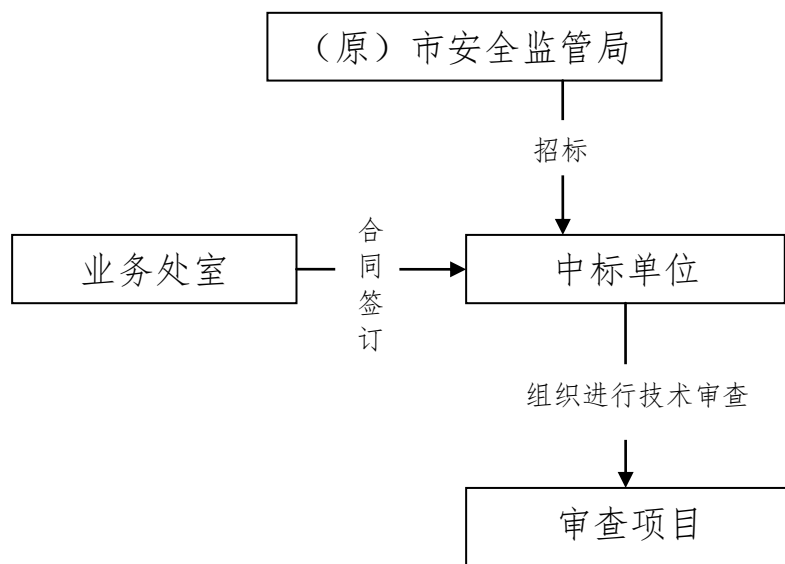 （原）市安全监管局
招标
业务处室
合
同
签
订
中标单位
组织进行技术审查
审查项目